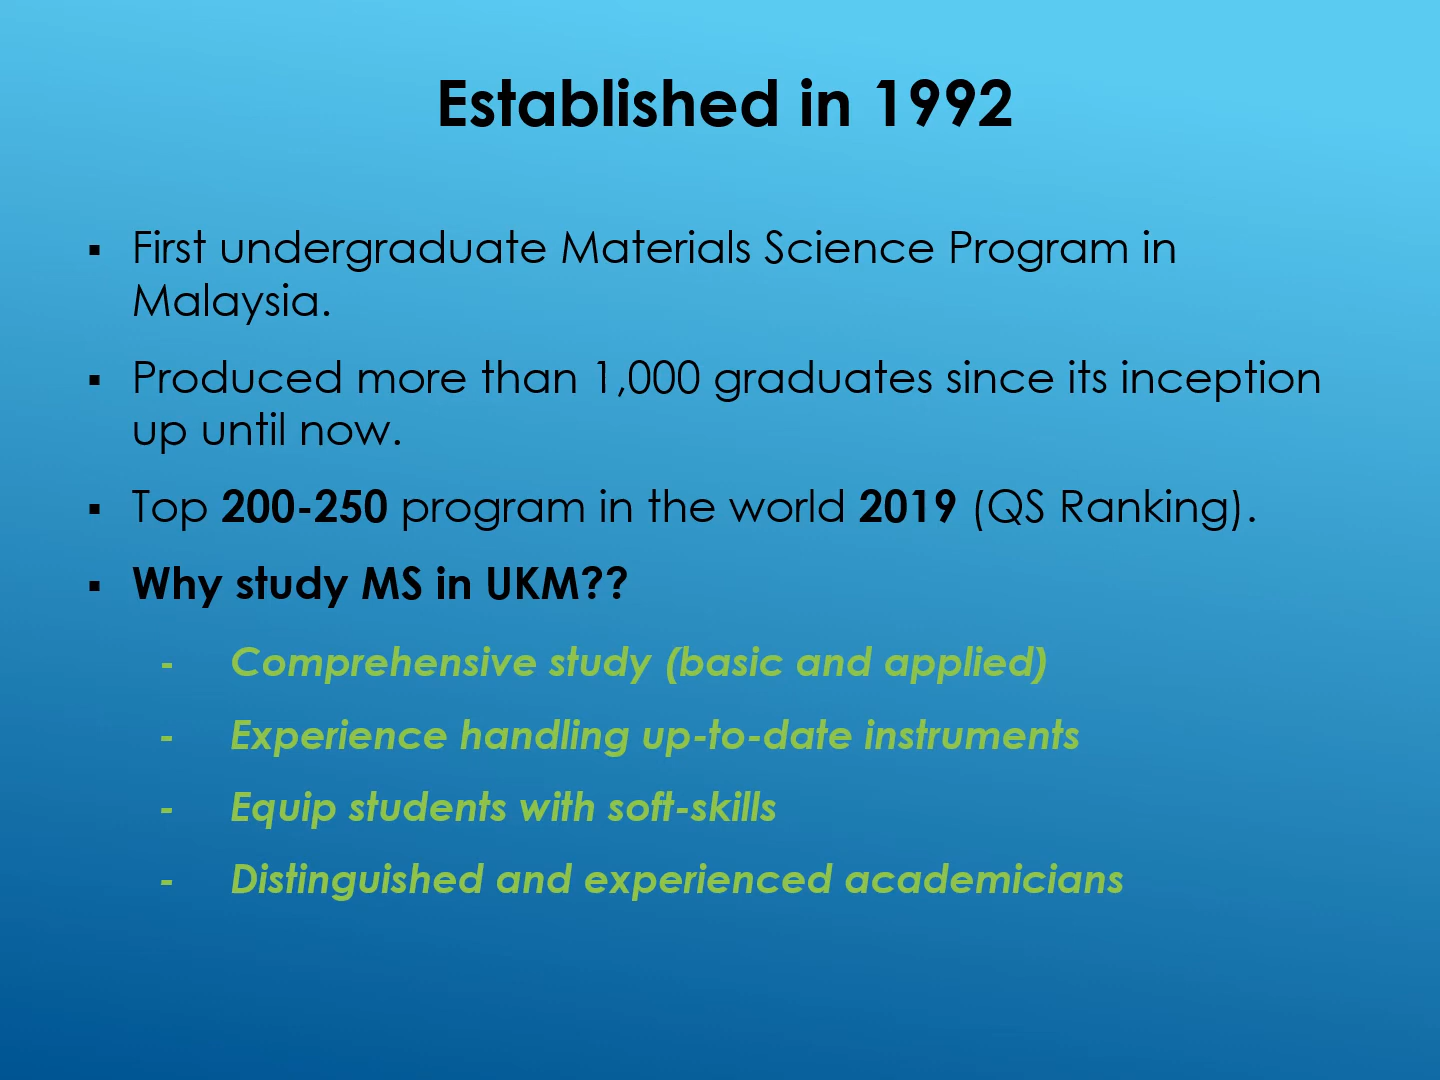 Established in 1992
▪ First undergraduate Materials Science Program in
Malaysia.
▪ Produced more than 1,000 graduates since its inception
up until now.
▪ Top 200-250 program in the world 2019 (QS Ranking).
▪ Why study MS in UKM??
- Comprehensive study (basic and applied)
- Experience handling up-to-date instruments
- Equip students with soft-skills
- Distinguished and experienced academicians